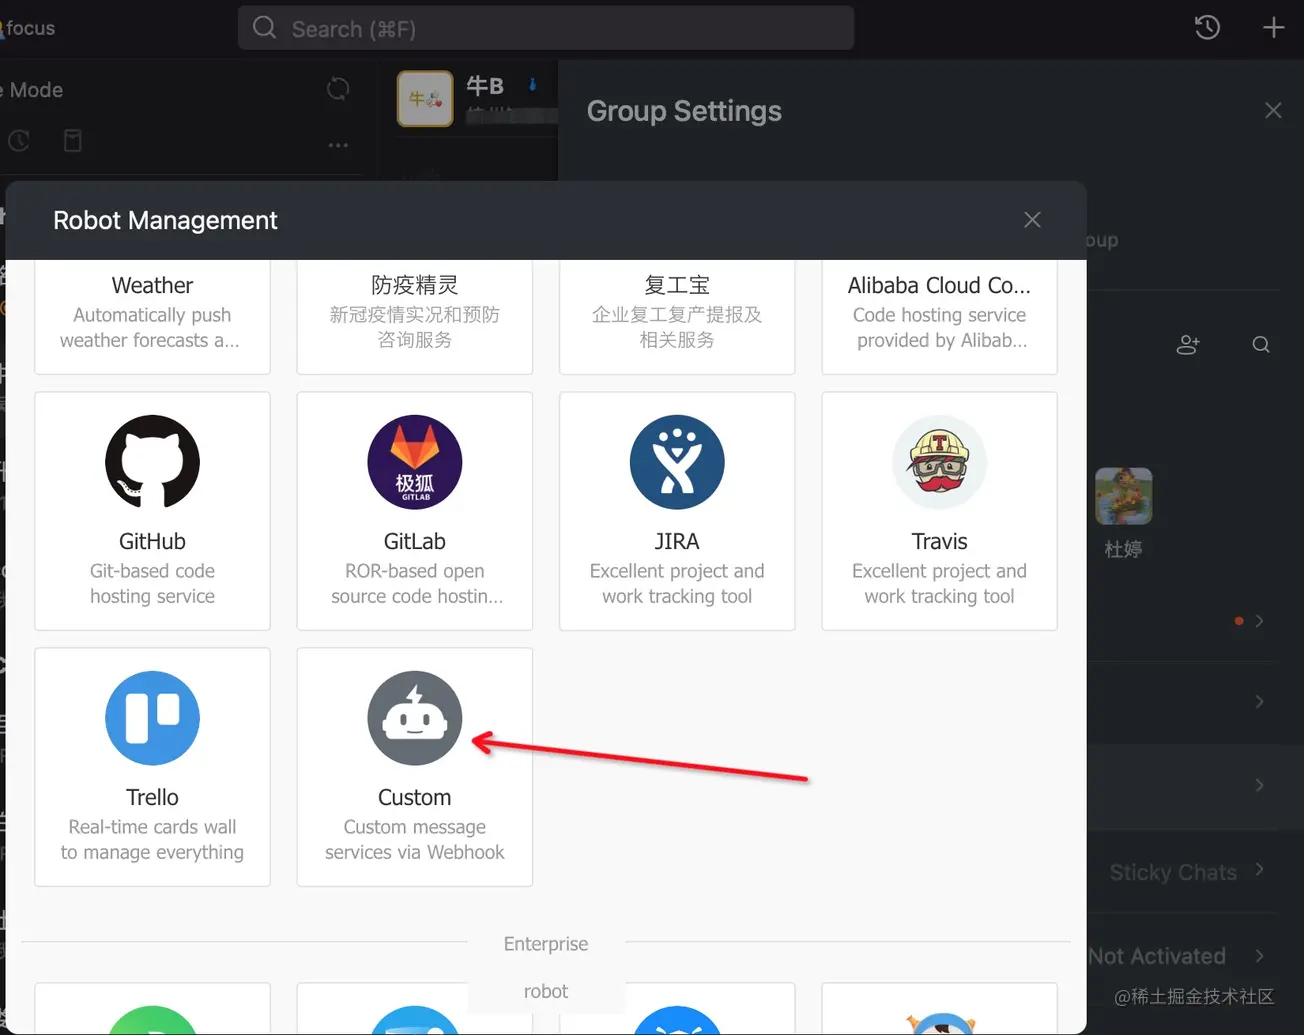 focus
Search (⌘F)
e Mode
牛B
牛
Group Settings
Robot Management
oup
Weather
Automatically push
weather forecasts a...
防疫精灵
新冠疫情实况和预防
咨询服务
复工宝
企业复工复产提报及
相关服务
Alibaba Cloud Co...
Code hosting service
provided by Alibab...
GitHub
Git-based code
hosting service
极狐
GITLAB
GitLab
ROR-based open
source code hostin...
JIRA
Excellent project and
work tracking tool
T
Travis
Excellent project and
work tracking tool
杜婷
Trello
Real-time cards wall
to manage everything
Custom
Custom message
services via Webhook
Sticky Chats
Enterprise
robot
Not Activated
@稀土掘金技术社区